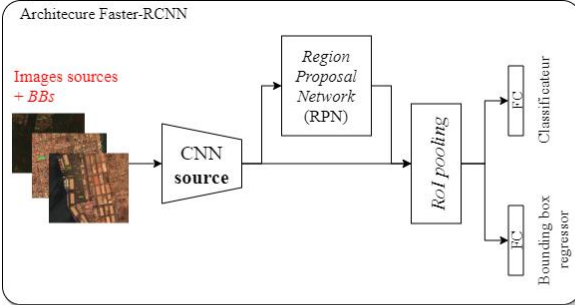 Architecure Faster-RCNN
Images sources
+ BBs
CNN
source
Region
Proposal
Network
(RPN)
RoI pooling
FC
Classificateur
FC
Bounding box
regressor